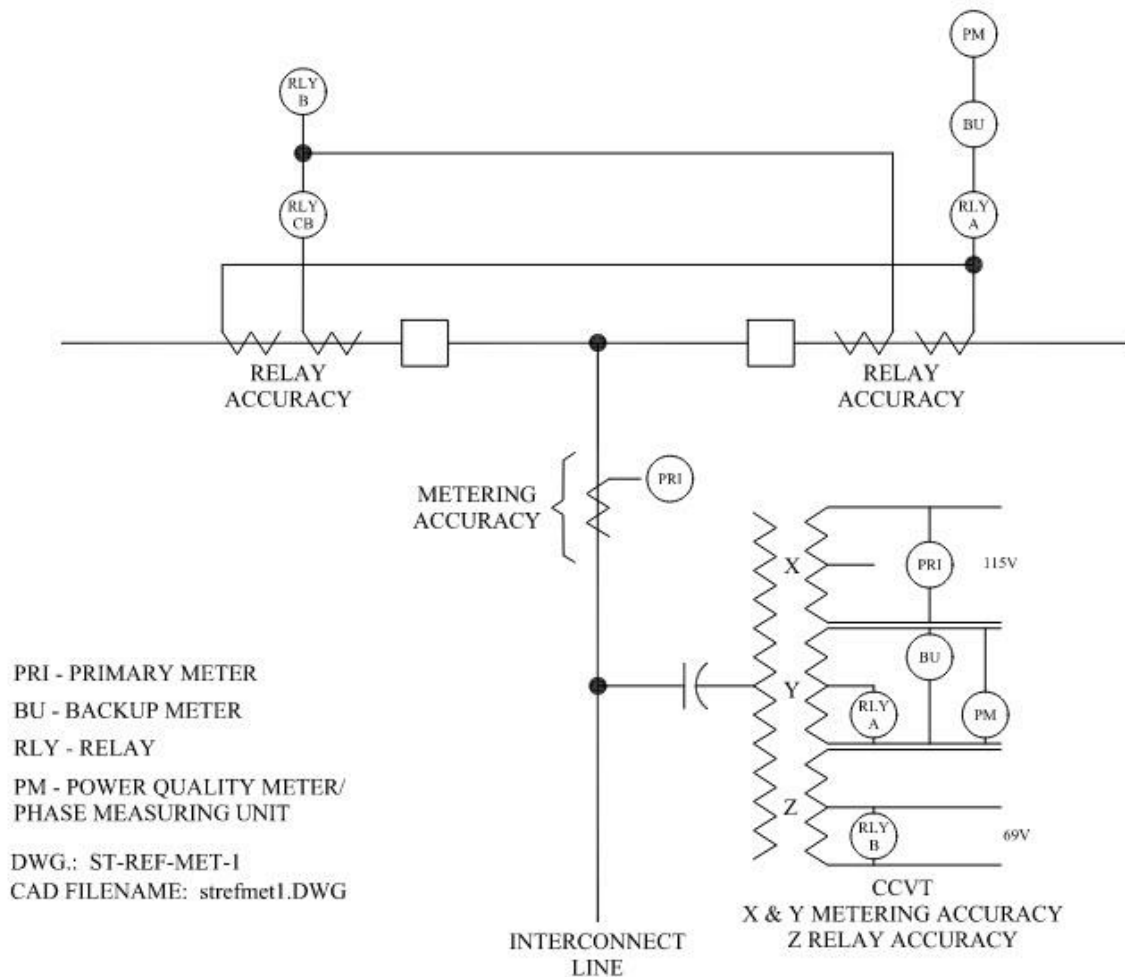 PM
RLY
B
BU
RLY
CB
RLY
A
RELAY
ACCURACY
RELAY
ACCURACY
METERING
ACCURACY
PRI
X
PRI
115V
BU
Y
RLY
A
PM
Z
RLY
B
69V
PRI - PRIMARY METER
BU - BACKUP METER
RLY - RELAY
PM - POWER QUALITY METER/
PHASE MEASURING UNIT
DWG.: ST-REF-MET-1
CAD FILENAME: strefmet1.DWG
INTERCONNECT
LINE
CCVT
X & Y METERING ACCURACY
Z RELAY ACCURACY